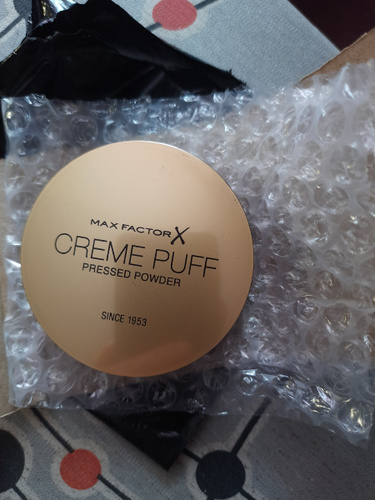 MAX FACTOR X
CREME PUFF
PRESSED POWDER
SINCE 1953